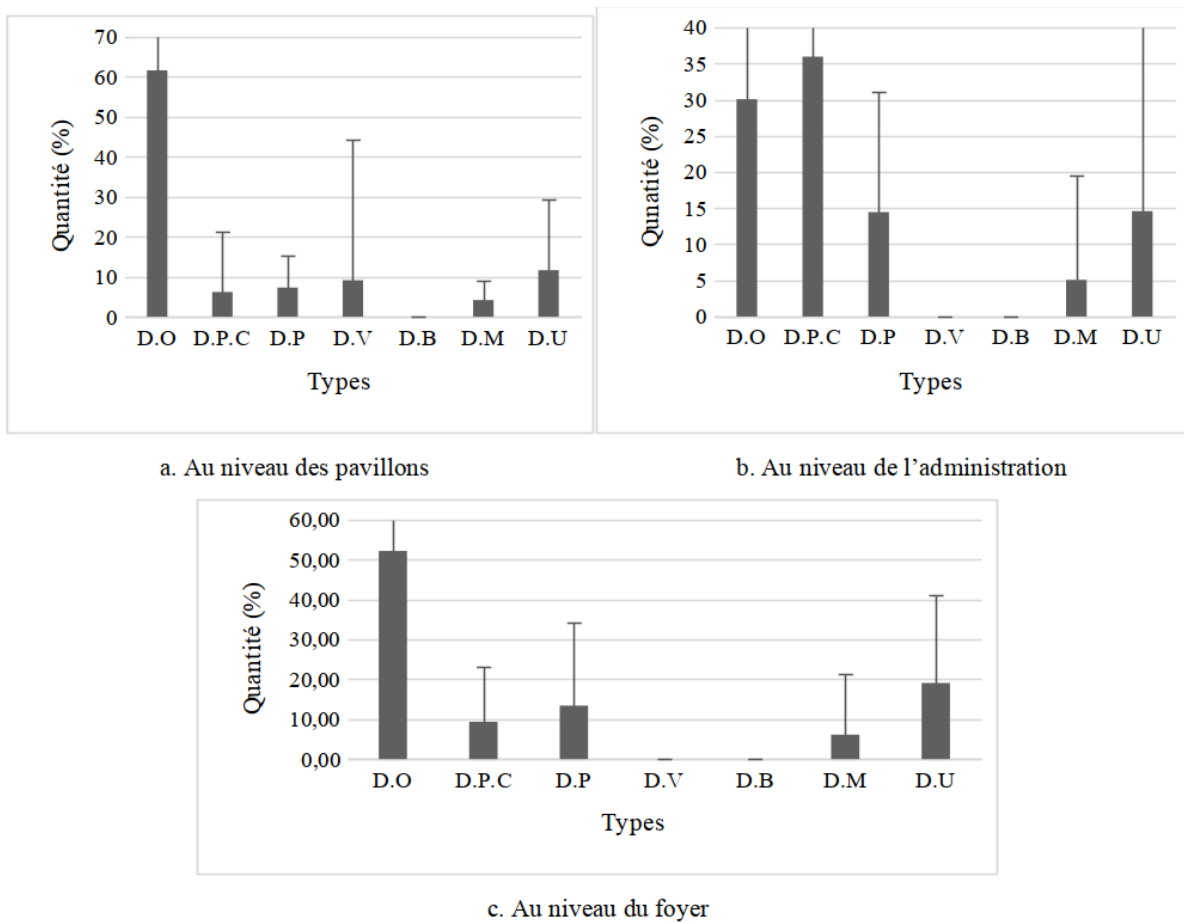 70
60
50
40
30
20
10
0
Quantité (%)
D.O D.P.C D.P D.V D.B D.M D.U
Types
a. Au niveau des pavillons
40
35
30
25
20
15
10
5
0
Qunatité (%)
D.O D.P.C D.P D.V D.B D.M D.U
Types
b. Au niveau de l’administration
60,00
50,00
40,00
30,00
20,00
10,00
0,00
Quantité (%)
D.O D.P.C D.P D.V D.B D.M D.U
Types
c. Au niveau du foyer